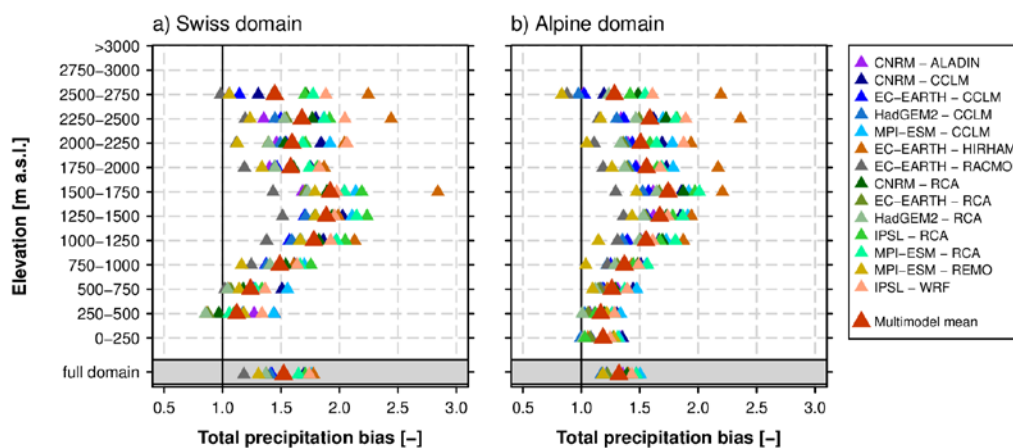 a) Swiss domain
b) Alpine domain
Elevation [m a.s.l.]
>3000
2750−3000
2500−2750
2250−2500
2000−2250
1750−2000
1500−1750
1250−1500
1000−1250
750−1000
500−750
250−500
0−250
full domain
0.5 1.0 1.5 2.0 2.5 3.0
0.5 1.0 1.5 2.0 2.5 3.0
Total precipitation bias [−]
Total precipitation bias [−]
CNRM − ALADIN
CNRM − CCLM
EC−EARTH − CCLM
HadGEM2 − CCLM
MPI−ESM − CCLM
EC−EARTH − HIRHAM
EC−EARTH − RACMO
CNRM − RCA
EC−EARTH − RCA
HadGEM2 − RCA
IPSL − RCA
MPI−ESM − RCA
MPI−ESM − REMO
IPSL − WRF
Multimodel mean